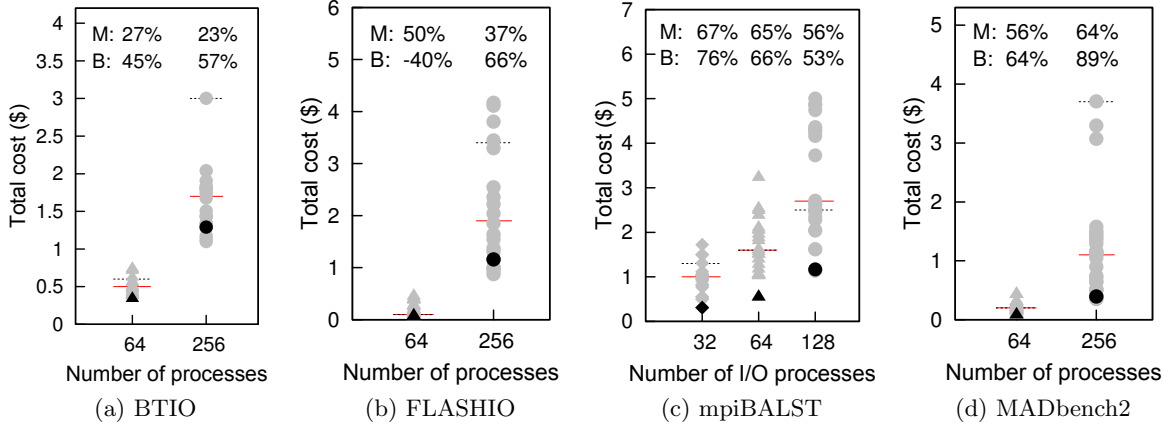 Total cost ($)
4
3.5
3
2.5
2
1.5
1
0.5
0
M: 27% 23%
B: 45% 57%
64 256
Number of processes
(a) BTIO
Total cost ($)
6
5
4
3
2
1
0
M: 50% 37%
B: -40% 66%
64 256
Number of processes
(b) FLASHIO
Total cost ($)
7
6
5
4
3
2
1
0
M: 67% 65% 56%
B: 76% 66% 53%
32 64 128
Number of I/O processes
(c) mpiBALST
Total cost ($)
5
4
3
2
1
0
M: 56% 64%
B: 64% 89%
64 256
Number of processes
(d) MADbench2